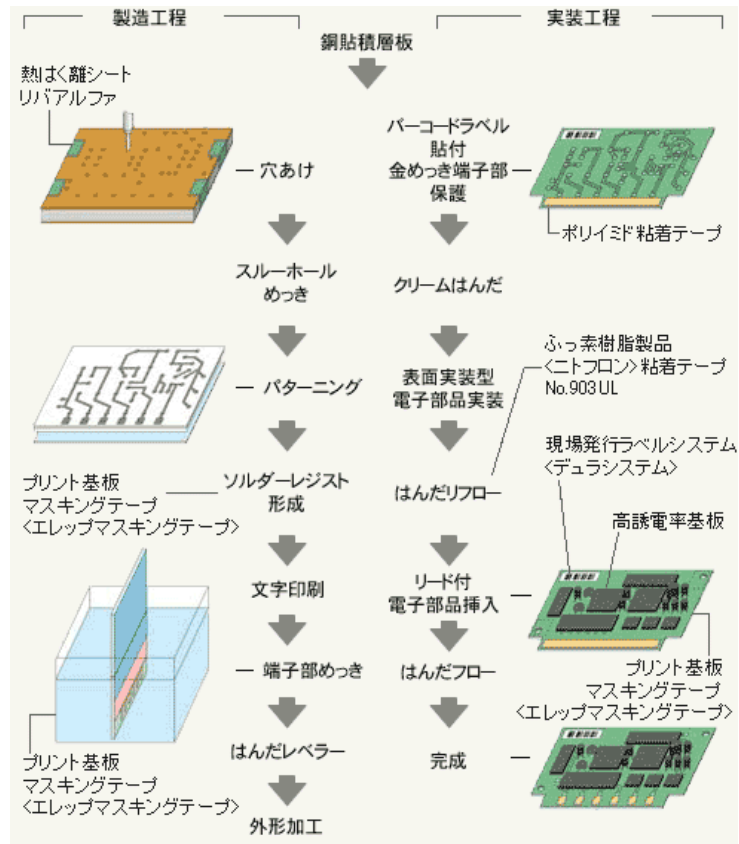 製造工程
実装工程
銅貼積層板
熱はく離シート
リバアルファ
穴あけ
スルーホール
めっき
パターニング
プリント基板
マスキングテープ
〈エレップマスキングテープ〉
ソルダーレジスト
形成
文字印刷
端子部めっき
プリント基板
マスキングテープ
〈エレップマスキングテープ〉
はんだレベラー
外形加工
バーコードラベル
貼付
金めっき端子部
保護
ポリイミド粘着テープ
クリームはんだ
表面実装型
電子部品実装
ふっ素樹脂製品
〈ニトフロン〉粘着テープ
No.903UL
はんだリフロー
現場発行ラベルシステム
〈デュラシステム〉
高誘電率基板
リード付
電子部品挿入
プリント基板
マスキングテープ
〈エレップマスキングテープ〉
はんだフロー
完成